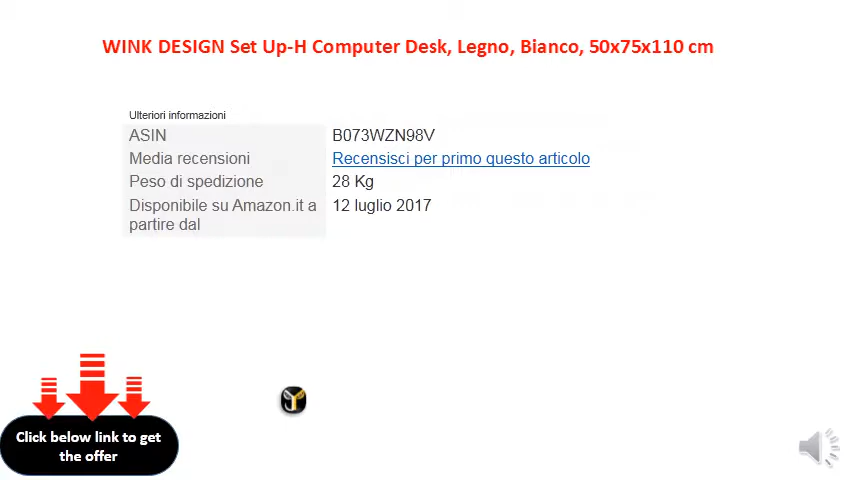 WINK DESIGN Set Up-H Computer Desk, Legno, Bianco, 50x75x110 cm
Ulteriori informazioni
ASIN B073WZN98V
Media recensioni Recensisci per primo questo articolo
Peso di spedizione 28 Kg
Disponibile su Amazon.it a 12 luglio 2017
partire dal
Click below link to get
the offer